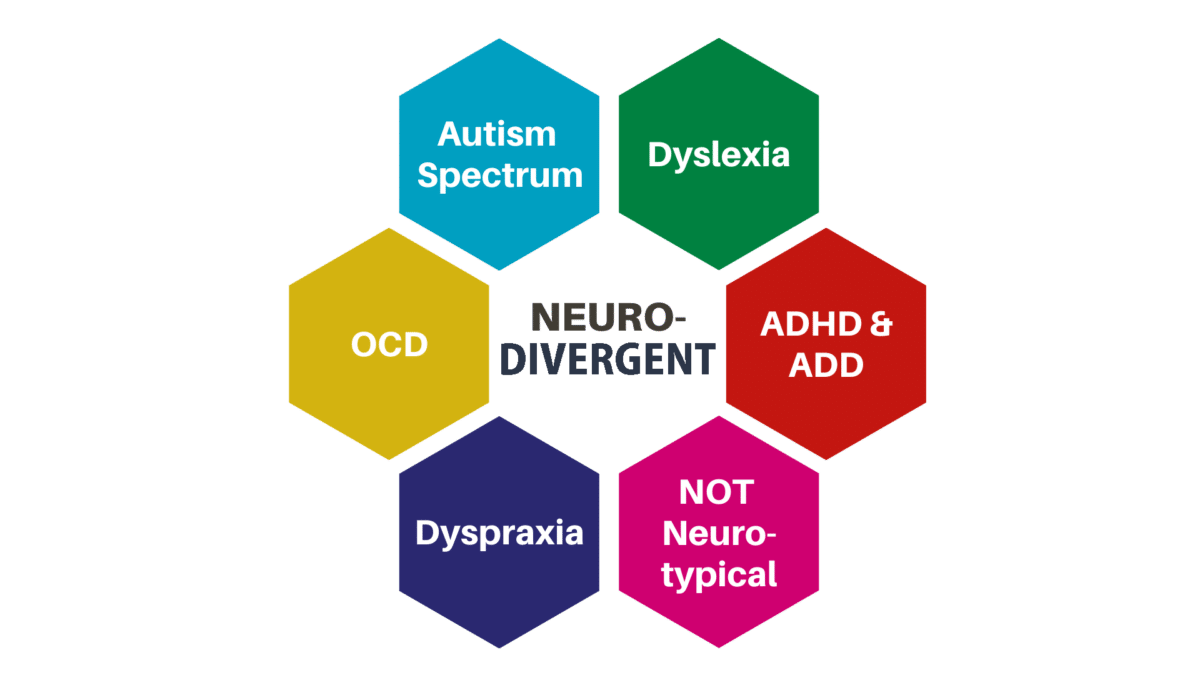 Autism
Spectrum
Dyslexia
OCD
NEURO-
DIVERGENT
ADHD &
ADD
Dyspraxia
NOT
Neuro-
typical